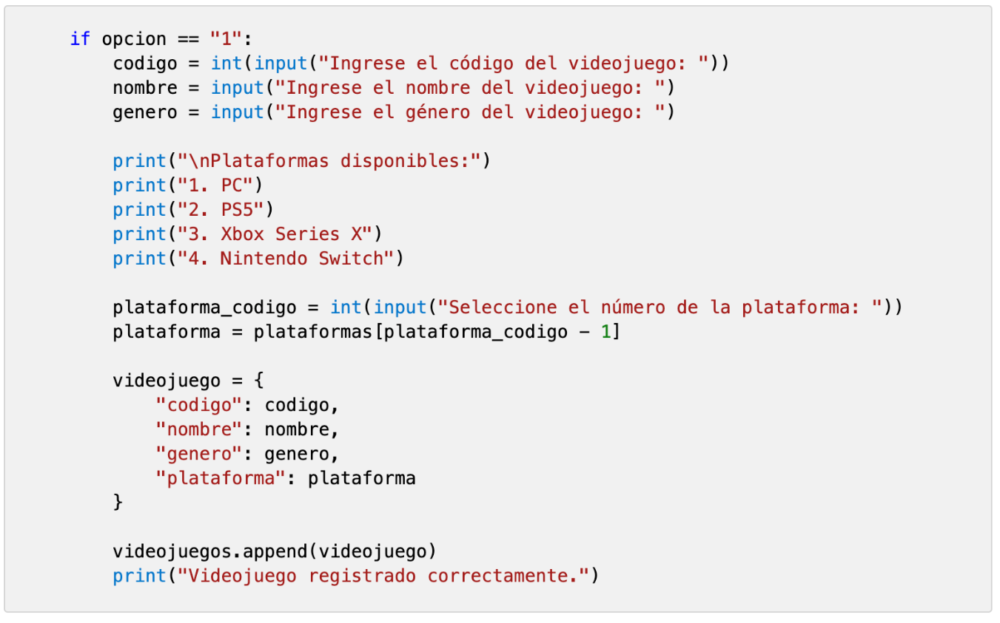 if opcion == "1":
codigo = int(input("Ingrese el código del videojuego: "))
nombre = input("Ingrese el nombre del videojuego: ")
genero = input("Ingrese el género del videojuego: ")
print("\nPlataformas disponibles:")
print("1. PC")
print("2. PS5")
print("3. Xbox Series X")
print("4. Nintendo Switch")
plataforma_codigo = int(input("Seleccione el número de la plataforma: "))
plataforma = plataformas[plataforma_codigo - 1]
videojuego = {
"codigo": codigo,
"nombre": nombre,
"genero": genero,
"plataforma": plataforma
}
videojuegos.append(videojuego)
print("Videojuego registrado correctamente.")